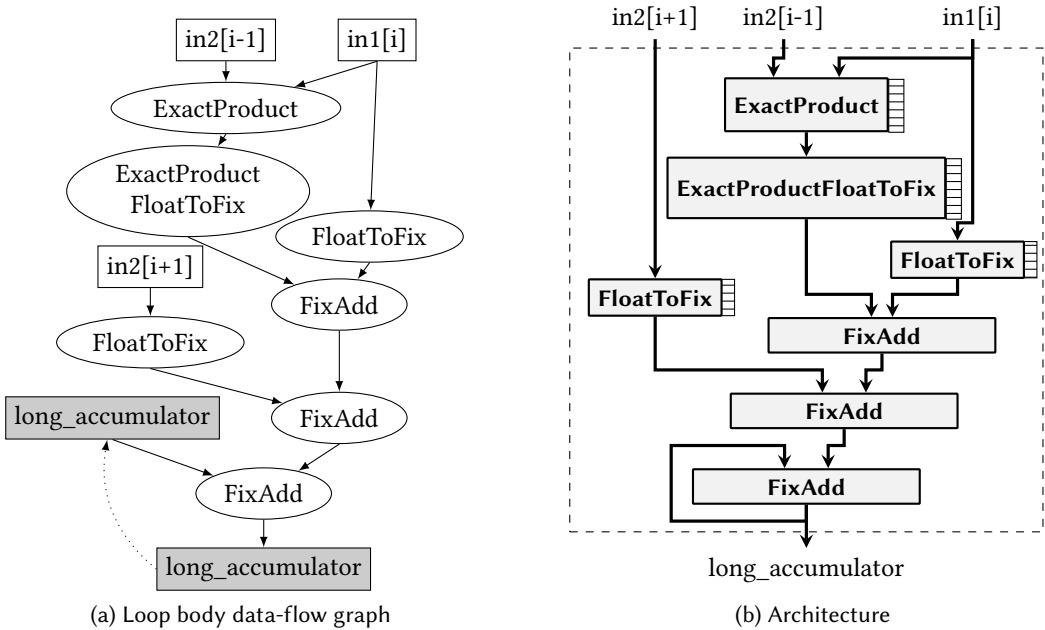 in2[i-1]
in1[i]
ExactProduct
ExactProduct
FloatToFix
FloatToFix
in2[i+1]
FixAdd
FloatToFix
long_accumulator
FixAdd
FixAdd
long_accumulator
(a) Loop body data-flow graph
in2[i+1]
in2[i-1]
in1[i]
ExactProduct
ExactProductFloatToFix
FloatToFix
FloatToFix
FixAdd
FixAdd
FixAdd
long_accumulator
(b) Architecture